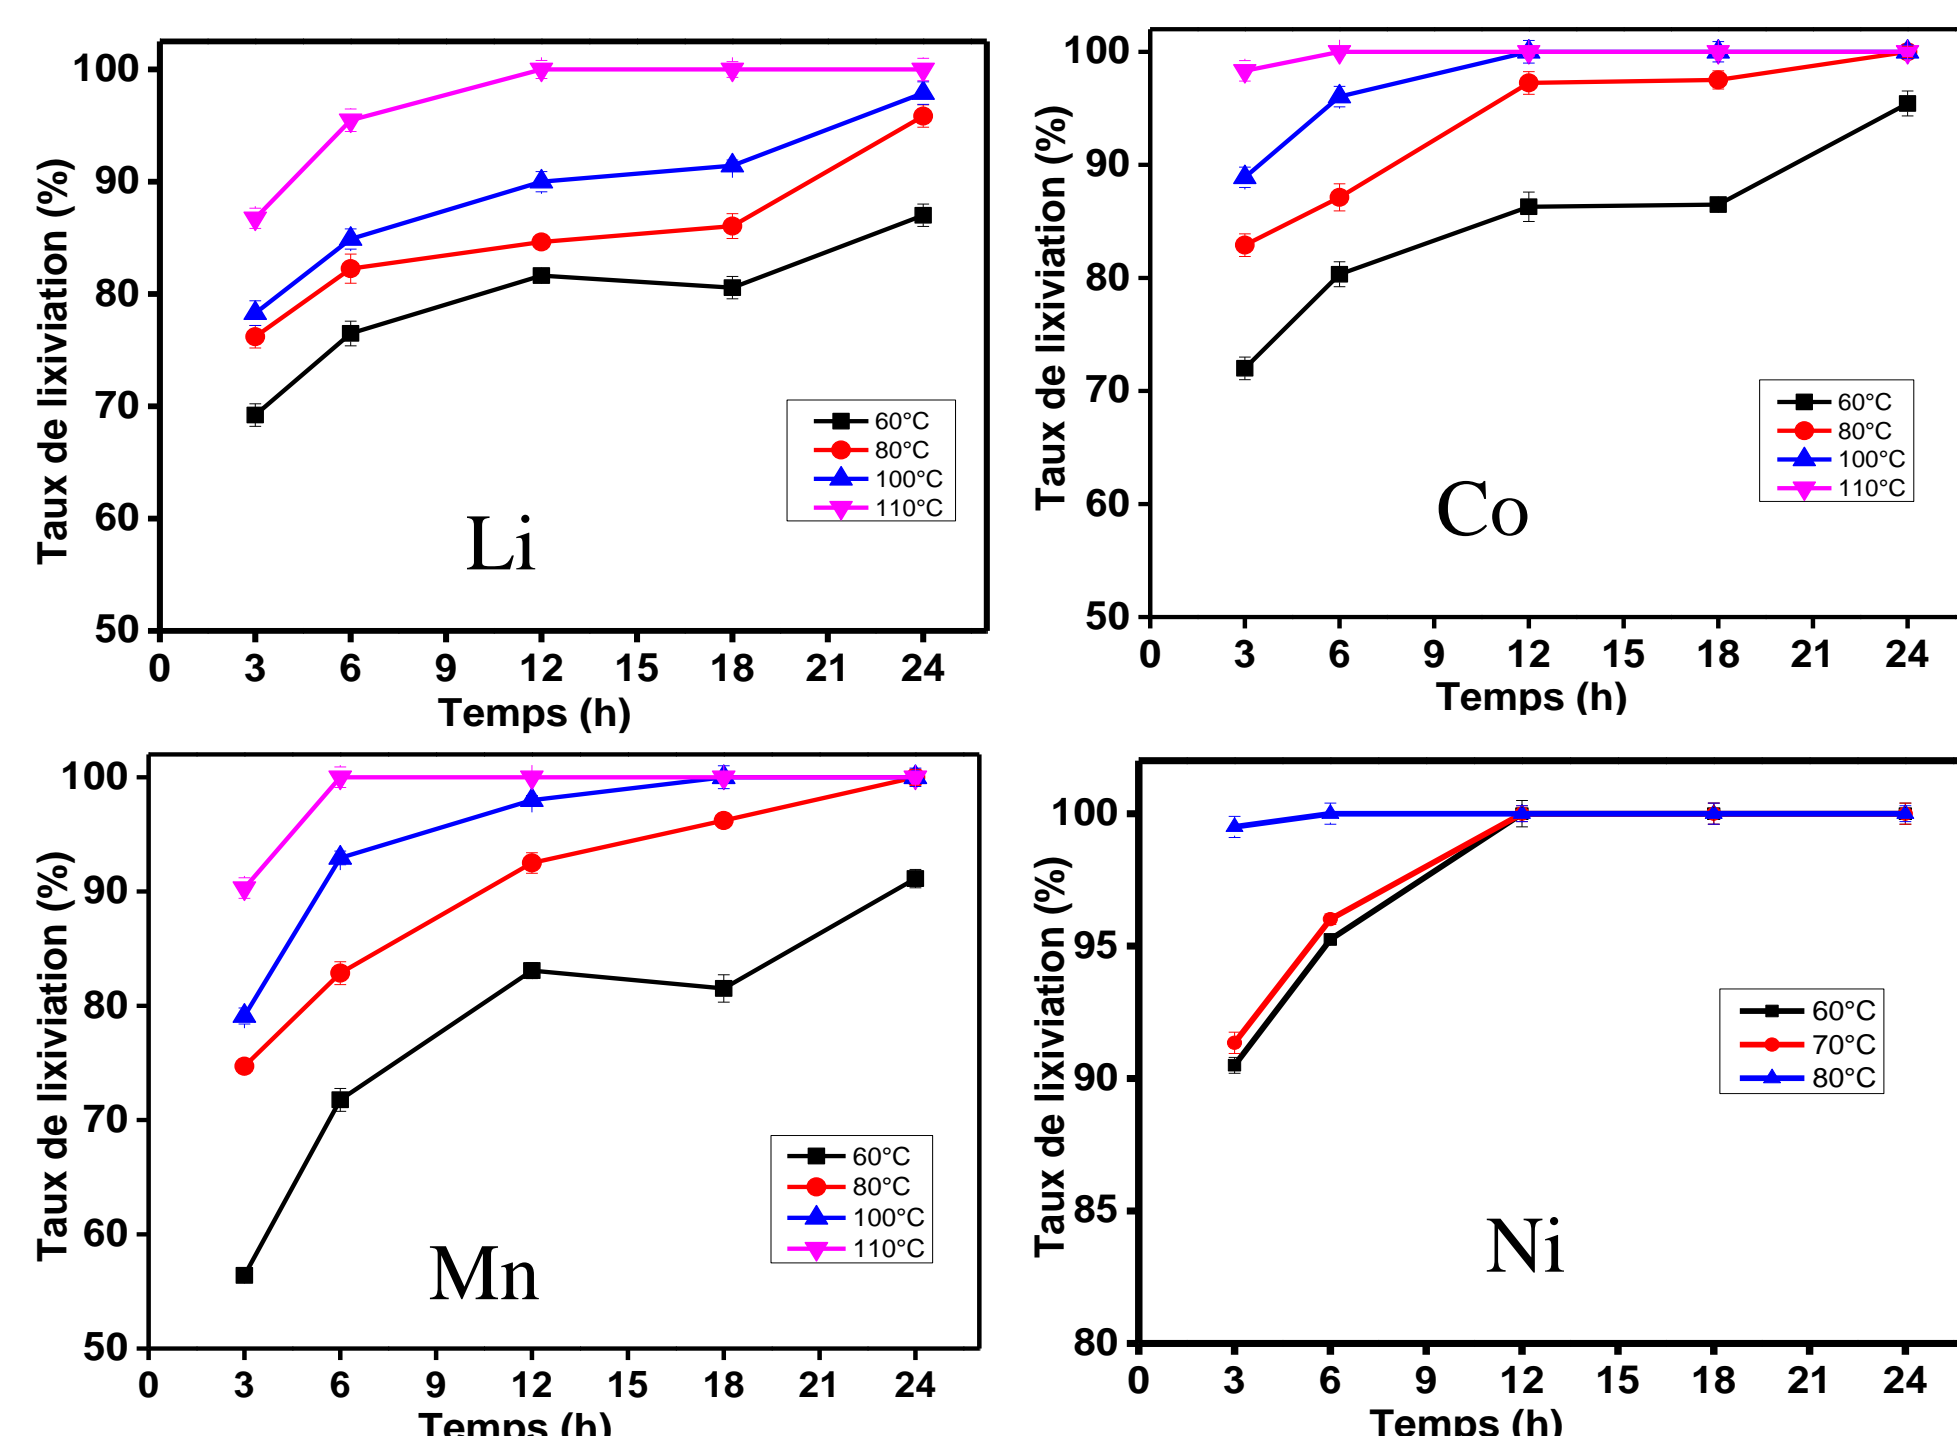 100
90
80
70
60
50
Taux de lixiviation (%)
60°C
80°C
100°C
110°C
Li
0 3 6 9 12 15 18 21 24
Temps (h)
100
90
80
70
60
50
Taux de lixiviation (%)
60°C
80°C
100°C
110°C
Co
0 3 6 9 12 15 18 21 24
Temps (h)
100
90
80
70
60
50
Taux de lixiviation (%)
60°C
80°C
100°C
110°C
Mn
0 3 6 9 12 15 18 21 24
Temps (h)
100
95
90
85
80
Taux de lixiviation (%)
60°C
70°C
80°C
Ni
0 3 6 9 12 15 18 21 24
Temps (h)